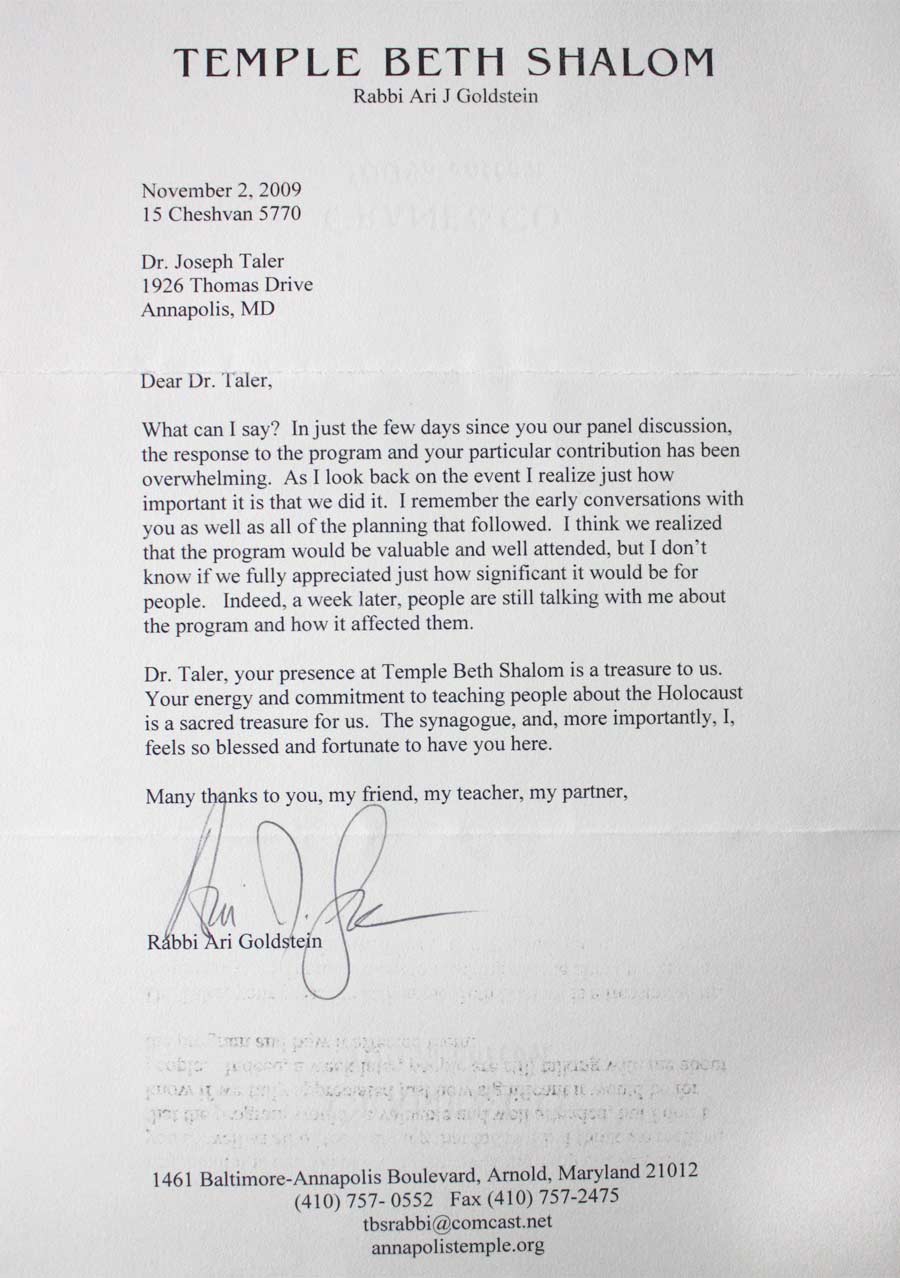 TEMPLE BETH SHALOM
Rabbi Ari J Goldstein
November 2, 2009
15 Cheshvan 5770
Dr. Joseph Taler
1926 Thomas Drive
Annapolis, MD
Dear Dr. Taler,
What can I say?  In just the few days since you our panel discussion,
the response to the program and your particular contribution has been
overwhelming.  As I look back on the event I realize just how
important it is that we did it.  I remember the early conversations with
you as well as all of the planning that followed.  I think we realized
that the program would be valuable and well attended, but I don't
know if we fully appreciated just how significant it would be for
people.   Indeed, a week later, people are still talking with me about
the program and how it affected them.
Dr. Taler, your presence at Temple Beth Shalom is a treasure to us.
Your energy and commitment to teaching people about the Holocaust
is a sacred treasure for us.  The synagogue, and, more importantly, I,
feels so blessed and fortunate to have you here.
Many thanks to you, my friend, my teacher, my partner,
Rabbi Ari Goldstein
1461 Baltimore-Annapolis Boulevard, Arnold, Maryland 21012
(410) 757- 0552   Fax (410) 757-2475
tbsrabbi@comcast.net
annapolistemple.org